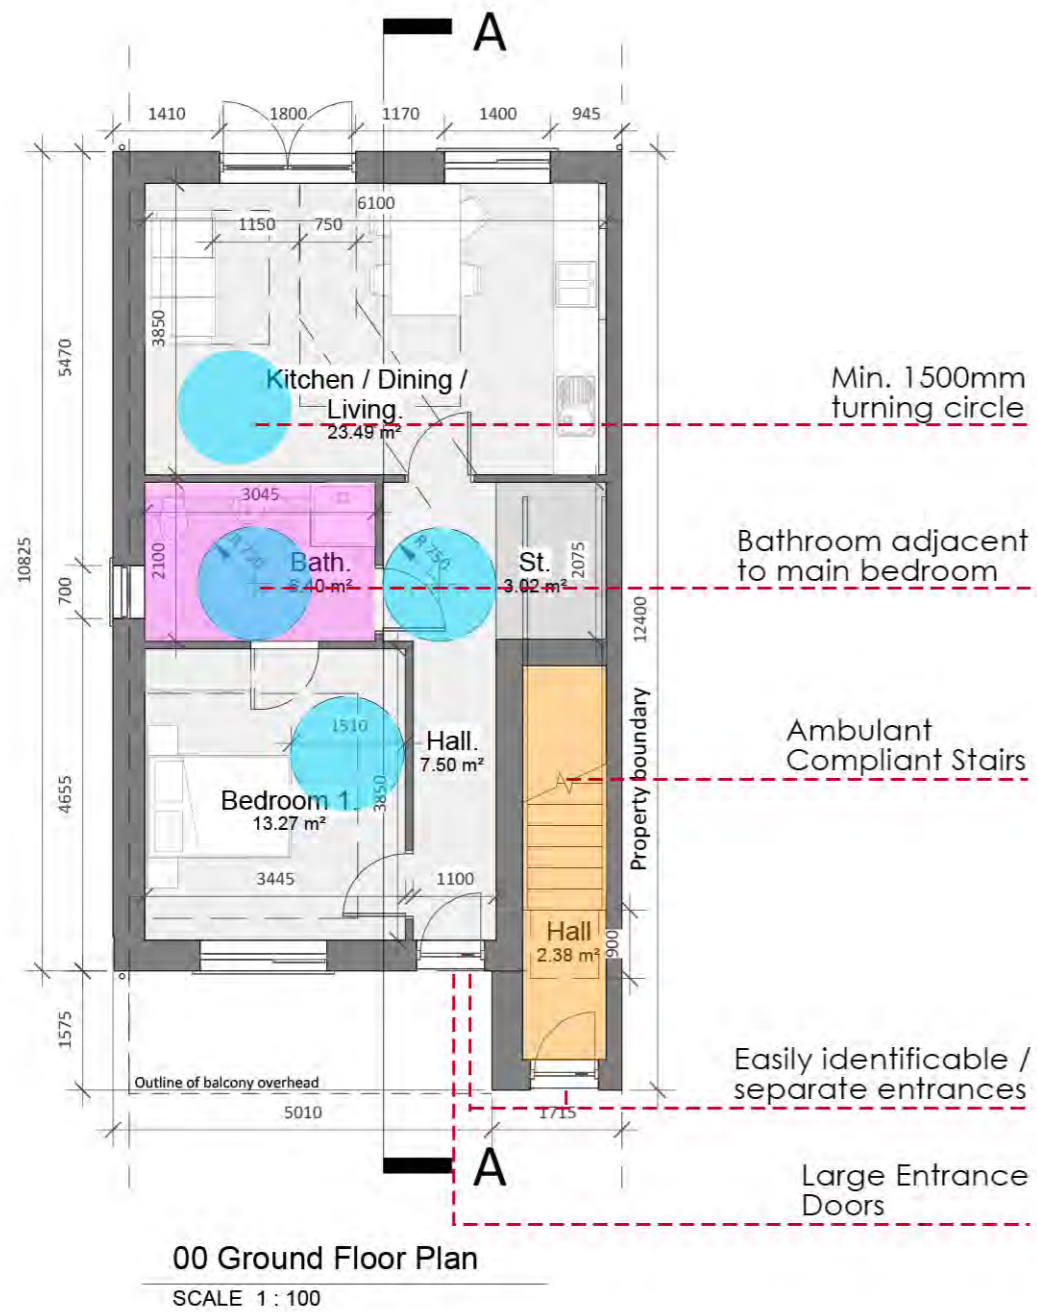 A
1410
1800
1170
1400
945
6100
1150
750
3850
5470
Kitchen / Dining /
Living.
23.49 m²
Min. 1500mm
turning circle
3045
2100
R 750
Bath.
6.40 m²
R 750
St.
3.02 m²
2075
Bathroom adjacent
to main bedroom
10825
700
12400
1510
Hall.
7.50 m²
Property boundary
Ambulant
Compliant Stairs
4655
Bedroom 1.
13.27 m²
3850
3445
1100
Hall
2.38 m²
900
1575
Outline of balcony overhead
Easily identificable /
separate entrances
5010
1715
A
Large Entrance
Doors
00 Ground Floor Plan
SCALE 1 : 100